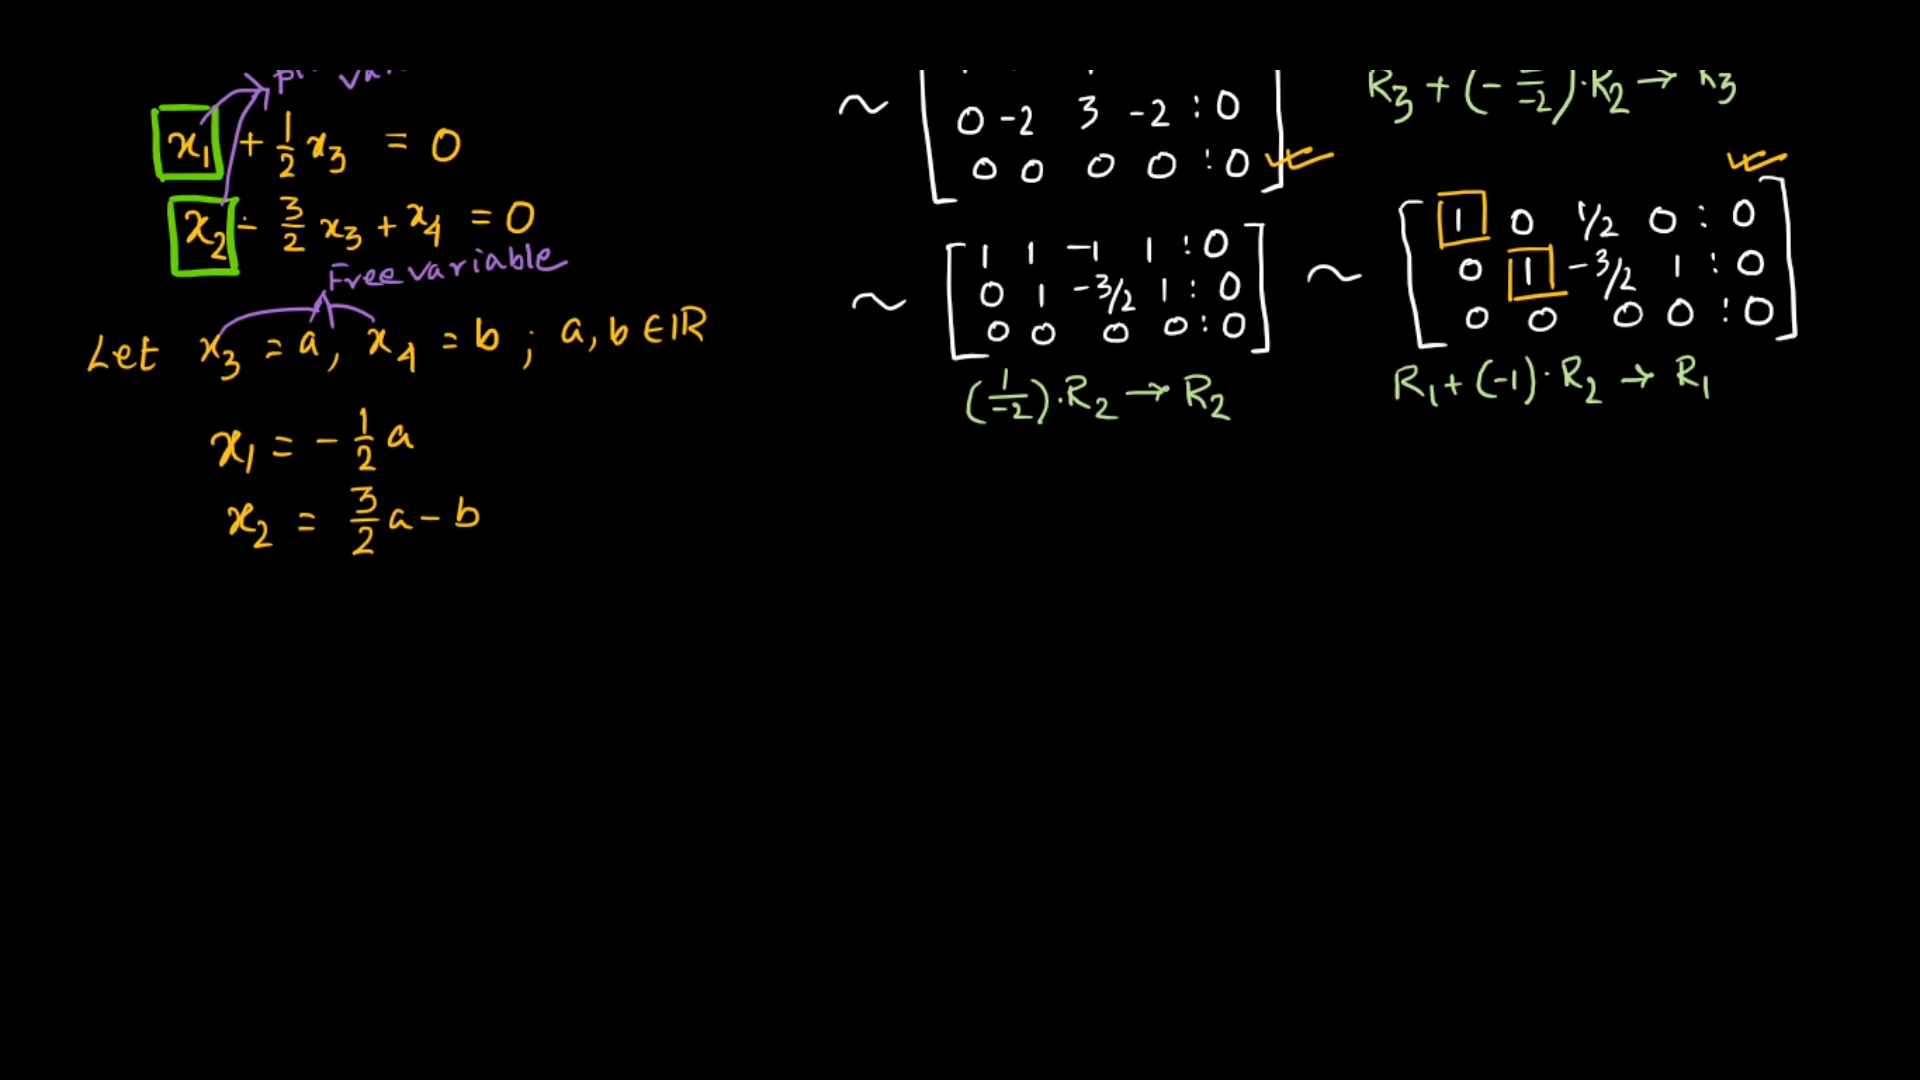 x₁ + 1/2 x₃ = 0
x₂ - 3/2 x₃ + x₄ = 0
Free variable
Let x₃ = a, x₄ = b ; a, b ∈ ℝ
x₁ = - 1/2 a
x₂ = 3/2 a - b
∼
0 -2 3 -2 : 0
0 0 0 0 : 0
R₃ + (- /-2)·R₂ → R₃
∼
1 1 -1 1 : 0
0 1 -3/2 1 : 0
0 0 0 0 : 0
(1/-2)·R₂ → R₂
∼
1 0 1/2 0 : 0
0 1 -3/2 1 : 0
0 0 0 0 : 0
R₁ + (-1)·R₂ → R₁